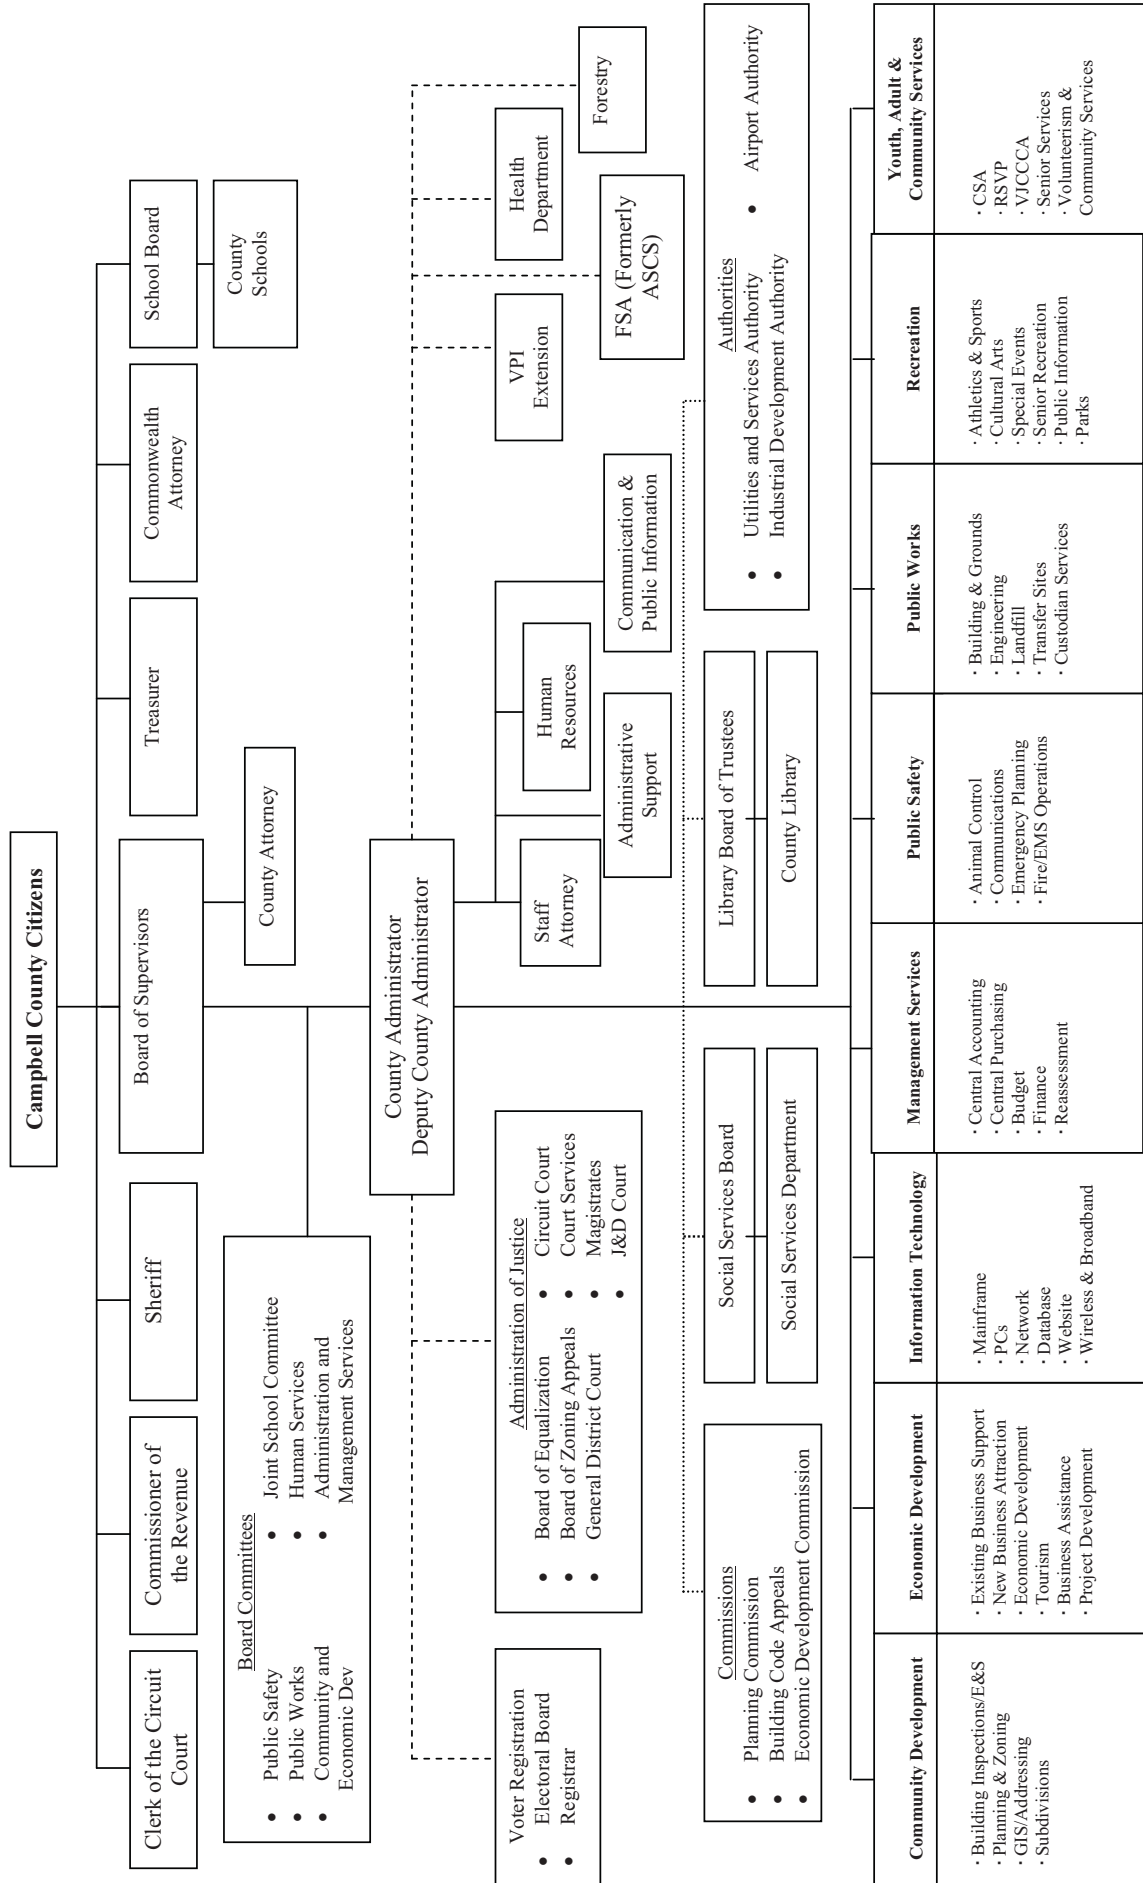 Campbell County Citizens
Clerk of the Circuit
Court
Commissioner of
the Revenue
Sheriff
Board of Supervisors
Treasurer
Commonwealth
Attorney
School Board
County
Schools
County Attorney
Board Committees
• Public Safety
• Public Works
• Community and
Economic Dev
• Joint School Committee
• Human Services
• Administration and
Management Services
County Administrator
Deputy County Administrator
Voter Registration
• Electoral Board
• Registrar
Administration of Justice
• Board of Equalization
• Board of Zoning Appeals
• General District Court
• Circuit Court
• Court Services
• Magistrates
• J&D Court
Staff
Attorney
Human
Resources
Administrative
Support
Communication &
Public Information
VPI
Extension
Health
Department
FSA (Formerly
ASCS)
Forestry
Commissions
• Planning Commission
• Building Code Appeals
• Economic Development Commission
Social Services Board
Social Services Department
Library Board of Trustees
County Library
Authorities
• Utilities and Services Authority
• Industrial Development Authority
• Airport Authority
Community Development
· Building Inspections/E&S
· Planning & Zoning
· GIS/Addressing
· Subdivisions
Economic Development
· Existing Business Support
· New Business Attraction
· Economic Development
· Tourism
· Business Assistance
· Project Development
Information Technology
· Mainframe
· PCs
· Network
· Database
· Website
· Wireless & Broadband
Management Services
· Central Accounting
· Central Purchasing
· Budget
· Finance
· Reassessment
Public Safety
· Animal Control
· Communications
· Emergency Planning
· Fire/EMS Operations
Public Works
· Building & Grounds
· Engineering
· Landfill
· Transfer Sites
· Custodian Services
Recreation
· Athletics & Sports
· Cultural Arts
· Special Events
· Senior Recreation
· Public Information
· Parks
Youth, Adult &
Community Services
· CSA
· RSVP
· VJCCCA
· Senior Services
· Volunteerism &
Community Services